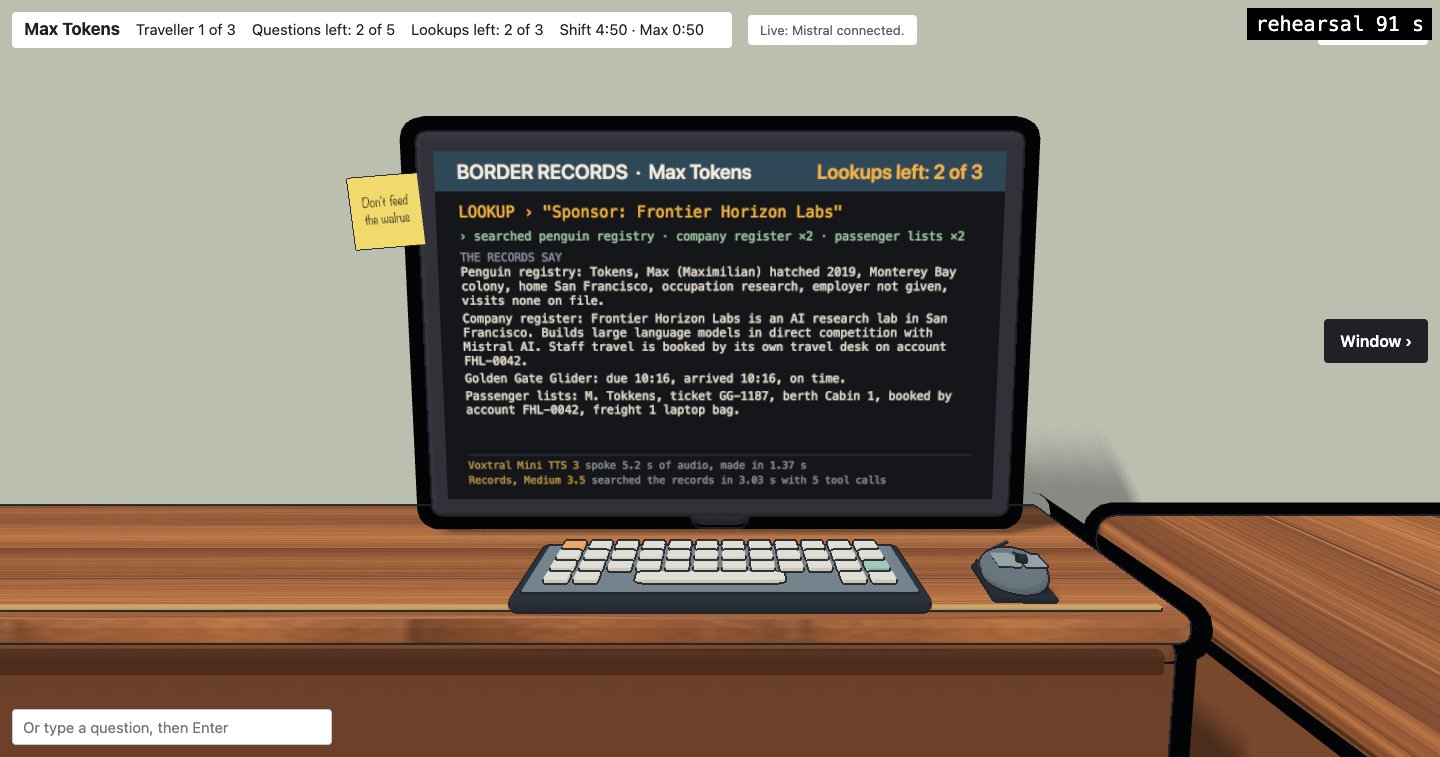 Max Tokens Traveller 1 of 3 Questions left: 2 of 5 Lookups left: 2 of 3 Shift 4:50 · Max 0:50
Live: Mistral connected.
rehearsal 91 s
BORDER RECORDS · Max Tokens
Lookups left: 2 of 3
Don't feed
the walrus
LOOKUP › "Sponsor: Frontier Horizon Labs"
› searched penguin registry · company register ×2 · passenger lists ×2
THE RECORDS SAY
Penguin registry: Tokens, Max (Maximilian) hatched 2019, Monterey Bay
colony, home San Francisco, occupation research, employer not given,
visits none on file.
Company register: Frontier Horizon Labs is an AI research lab in San
Francisco. Builds large language models in direct competition with
Mistral AI. Staff travel is booked by its own travel desk on account
FHL-0042.
Golden Gate Glider: due 10:16, arrived 10:16, on time.
Passenger lists: M. Tokkens, ticket GG-1187, berth Cabin 1, booked by
account FHL-0042, freight 1 laptop bag.
Voxtral Mini TTS 3 spoke 5.2 s of audio, made in 1.37 s
Records, Medium 3.5 searched the records in 3.03 s with 5 tool calls
Window ›
Or type a question, then Enter